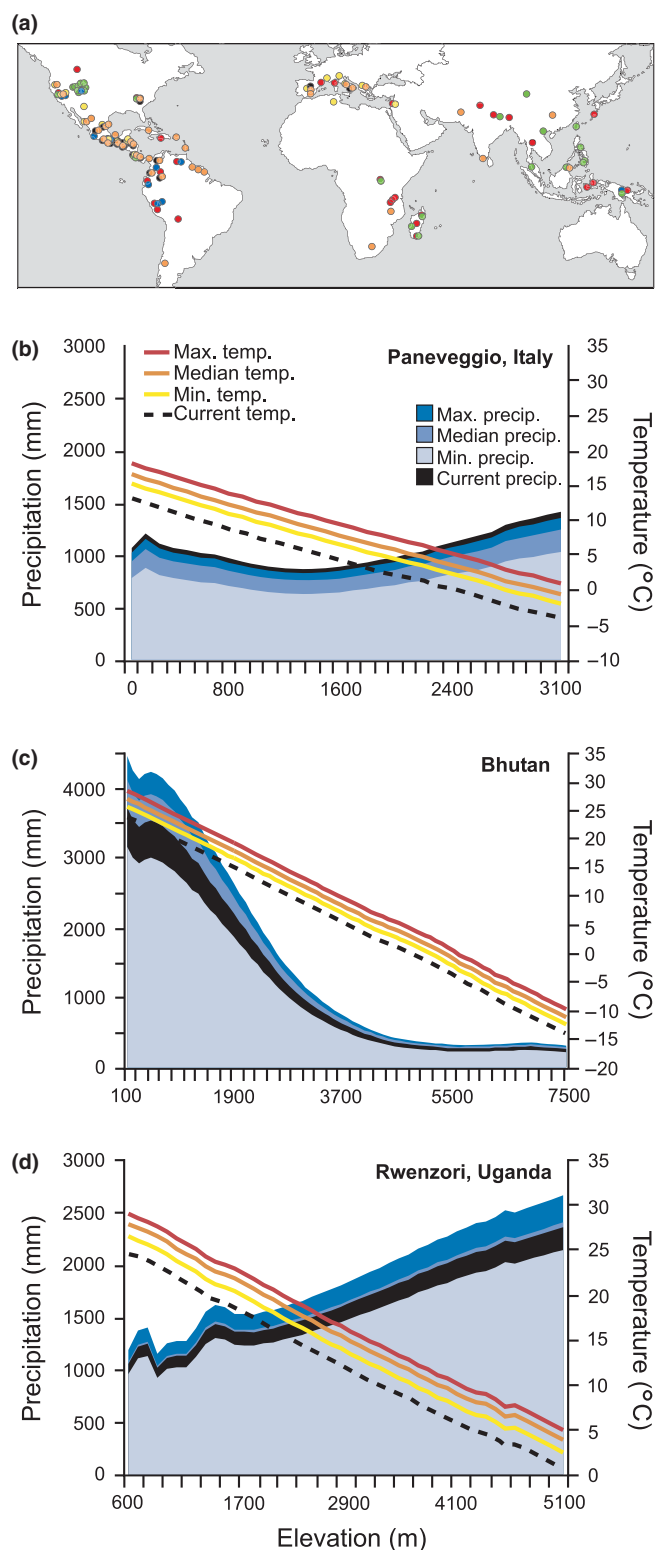 (a)
(b)
Paneveggio, Italy
Max. temp.
Median temp.
Min. temp.
Current temp.
Max. precip.
Median precip.
Min. precip.
Current precip.
Precipitation (mm)
3000
2500
2000
1500
1000
500
0
Temperature (°C)
35
30
25
20
15
10
5
0
–5
–10
0 800 1600 2400 3100
(c)
Bhutan
Precipitation (mm)
4000
3000
2000
1000
0
Temperature (°C)
35
30
25
20
15
10
5
0
–5
–10
–15
–20
100 1900 3700 5500 7500
(d)
Rwenzori, Uganda
Precipitation (mm)
3000
2500
2000
1500
1000
500
0
Temperature (°C)
35
30
25
20
15
10
5
0
600 1700 2900 4100 5100
Elevation (m)